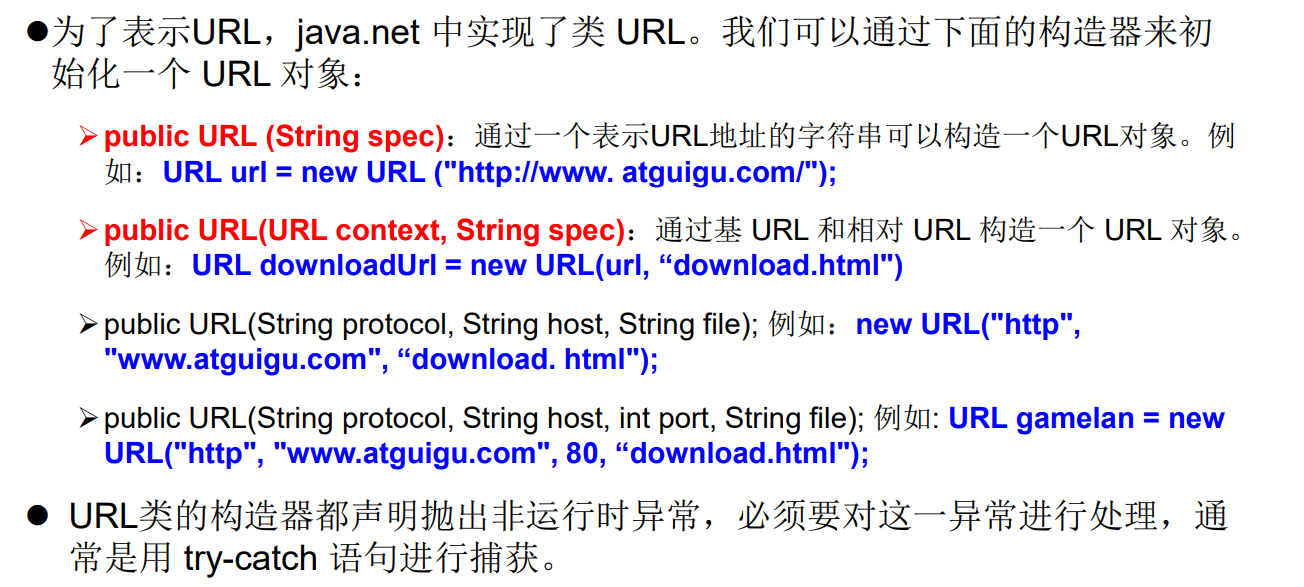 ●为了表示URL，java.net 中实现了类 URL。我们可以通过下面的构造器来初
始化一个 URL 对象：
➢public URL (String spec)：通过一个表示URL地址的字符串可以构造一个URL对象。例
如：URL url = new URL ("http://www. atguigu.com/");
➢public URL(URL context, String spec)：通过基 URL 和相对 URL 构造一个 URL 对象。
例如：URL downloadUrl = new URL(url, “download.html")
➢public URL(String protocol, String host, String file); 例如：new URL("http",
"www.atguigu.com", “download. html");
➢public URL(String protocol, String host, int port, String file); 例如: URL gamelan = new
URL("http", "www.atguigu.com", 80, “download.html");
● URL类的构造器都声明抛出非运行时异常，必须要对这一异常进行处理，通
常是用 try-catch 语句进行捕获。